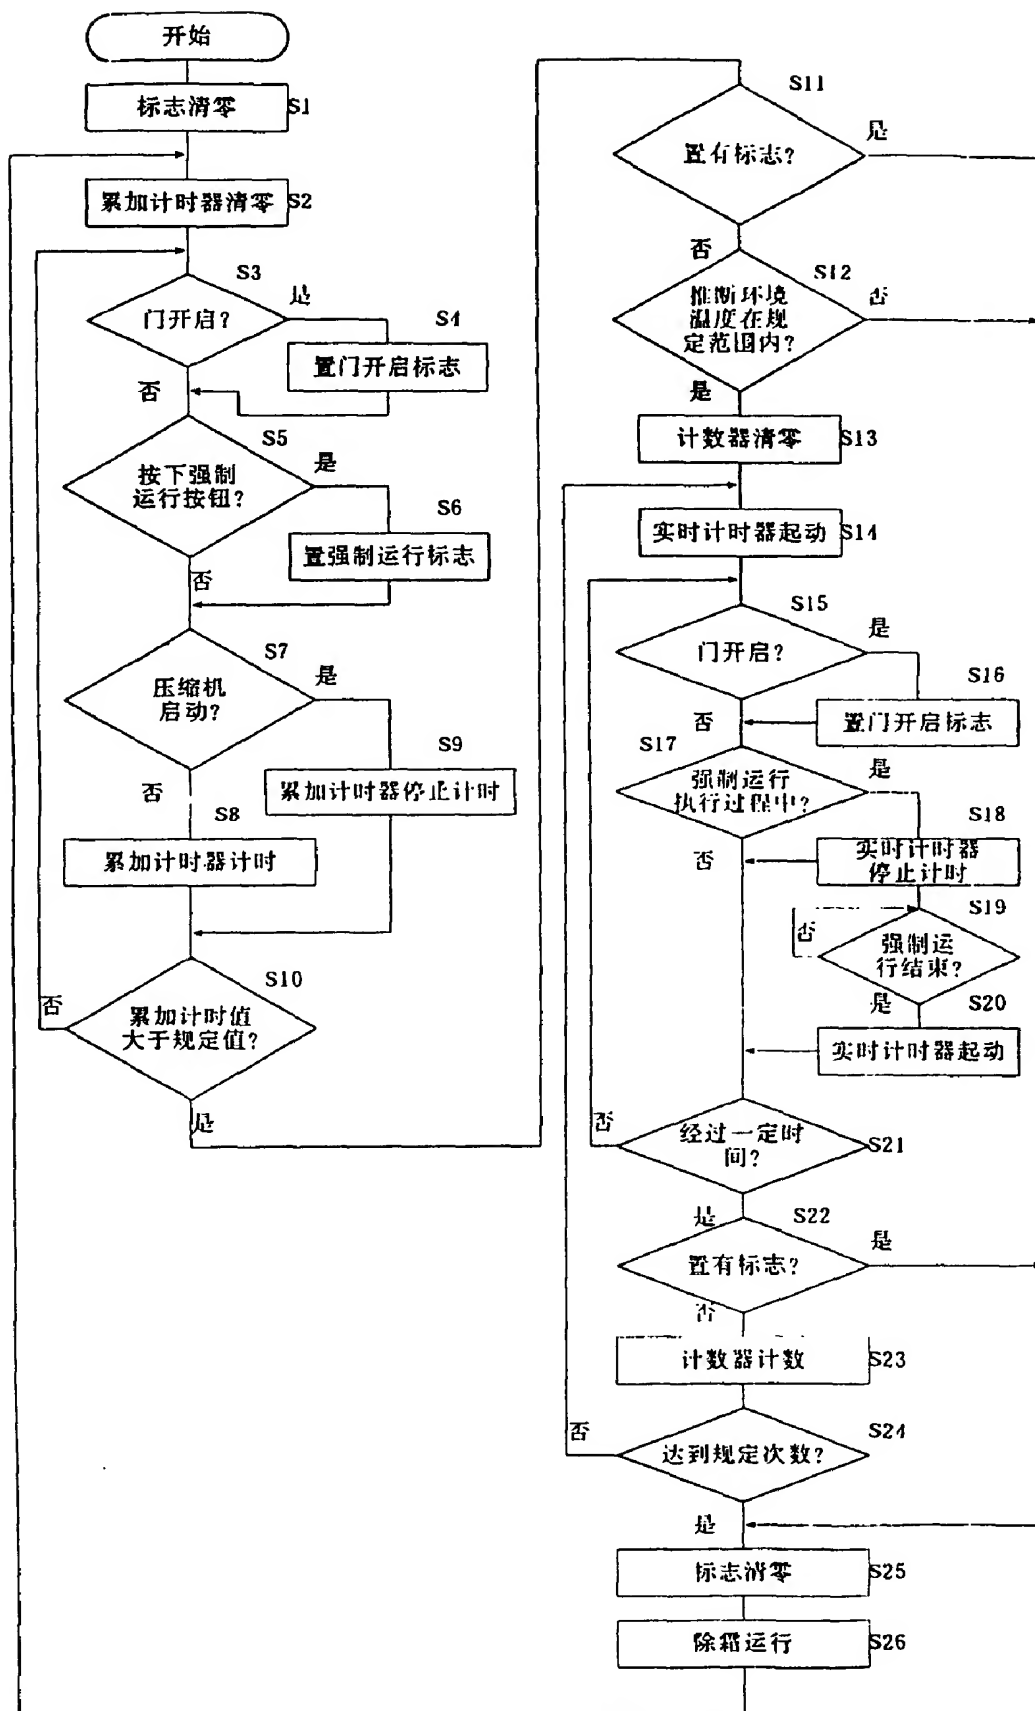 开始
标志清零 S1
累加计时器清零 S2
S3
门开启?
是
S4
置门开启标志
否
S5
按下强制
运行按钮?
是
S6
置强制运行标志
否
S7
压缩机
启动?
是
S9
累加计时器停止计时
否
S8
累加计时器计时
S10
累加计时值
大于规定值?
否
是
S11
置有标志?
是
否
S12
推断环境
温度在规
定范围内?
否
是
计数器清零 S13
实时计时器起动 S14
S15
门开启?
是
S16
置门开启标志
否
S17
强制运行
执行过程中?
是
S18
实时计时器
停止计时
否
S19
否
强制运
行结束?
是
S20
实时计时器起动
否
经过一定时
间?
S21
是
S22
置有标志?
是
否
计数器计数 S23
否
达到规定次数?
S24
是
标志清零 S25
除霜运行 S26